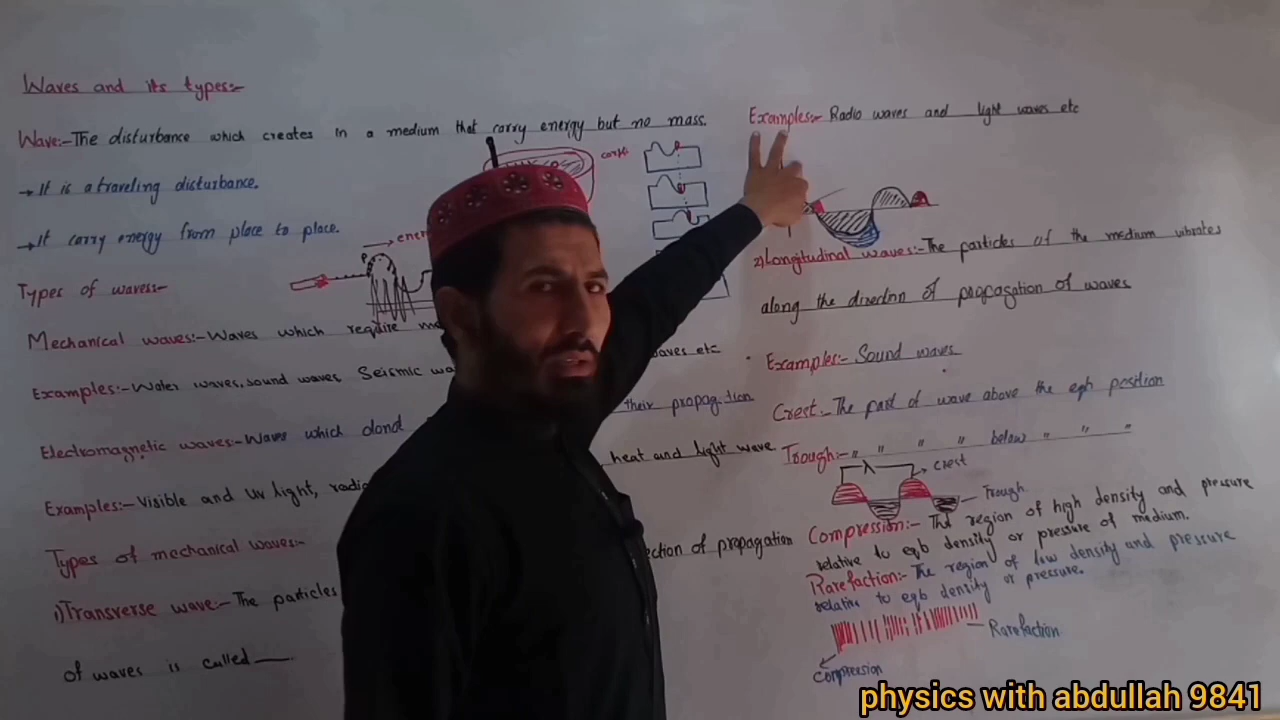 Waves and its types:-
Wave:- The disturbance which creates in a medium that carry energy but no mass.
→ It is a traveling disturbance.
→ It carry energy from place to place.
Types of waves:-
Mechanical waves:- Waves which require
Examples:- Water waves, sound waves, Seismic waves etc
Electromagnetic waves:- Waves which dond their propagation
Examples:- Visible and UV light, heat and light wave
Types of mechanical waves:-
1) Transverse wave:- The particles of propagation
of waves is called
Examples:- Radio waves and light waves etc
2) Longitudinal waves:- The particles of the medium vibrates
along the direction of propagation of waves
Examples:- Sound waves
Crest:- The part of wave above the eqb position
Trough:- " " " below " " "
λ
Crest
Trough
Compression:- The region of high density and pressure
relative to eqb density or pressure of medium.
Rarefaction:- The region of low density and pressure
relative to eqb density or pressure.
Rarefaction
Compression
physics with abdullah 9841